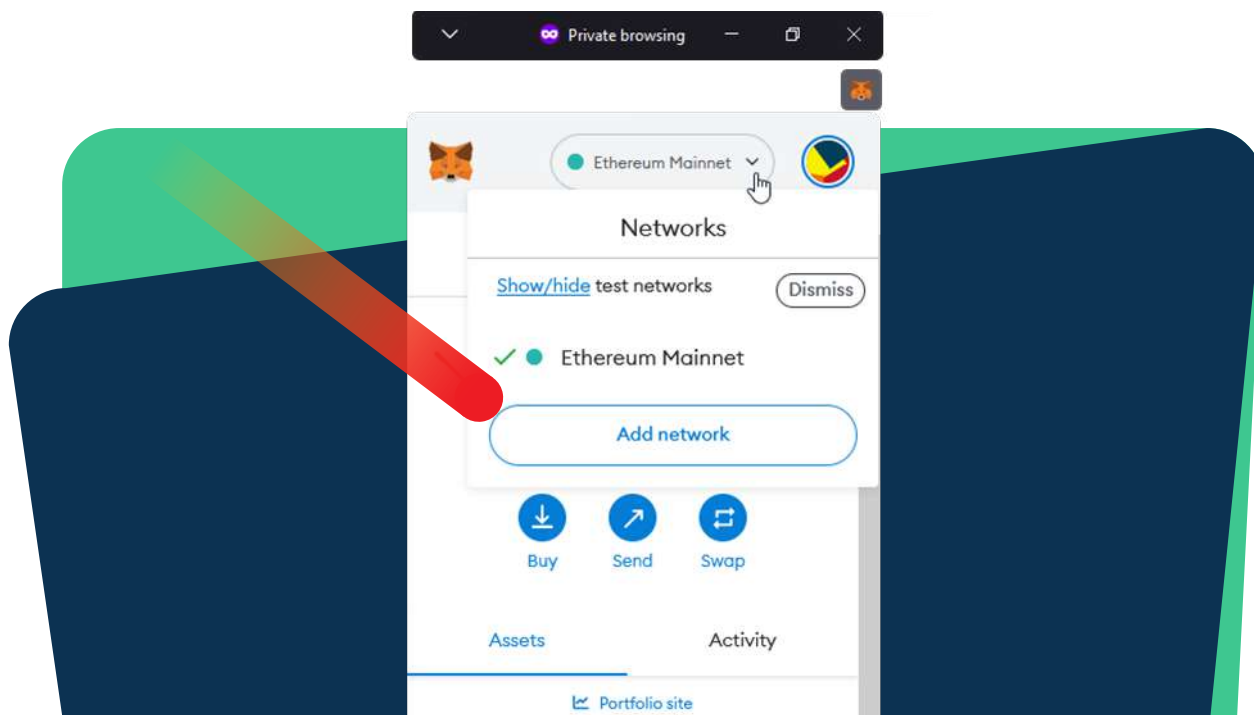 Private browsing
Ethereum Mainnet
Networks
Show/hide test networks
Dismiss
Ethereum Mainnet
Add network
Buy Send Swap
Assets Activity
Portfolio site